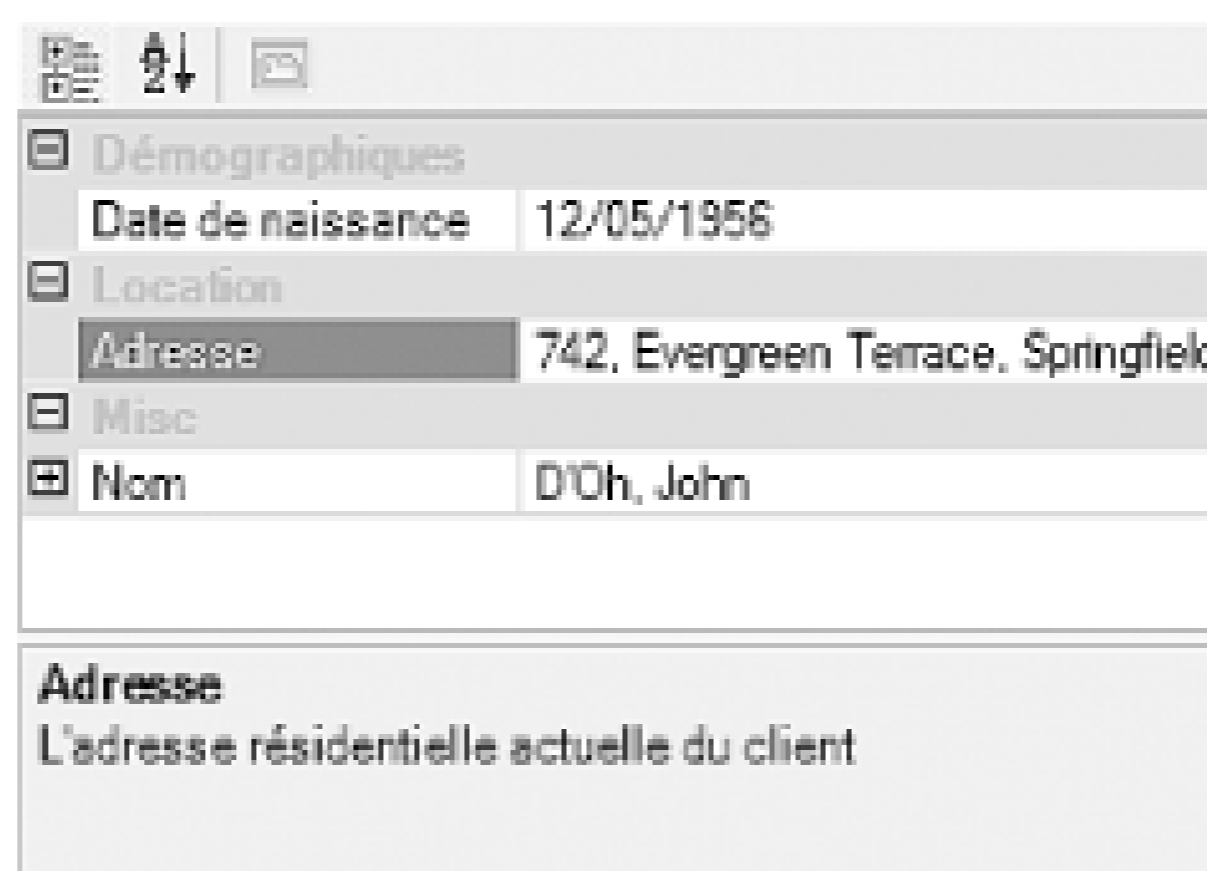 Démographiques
Date de naissance 12/05/1956
Location
Adresse 742, Evergreen Terrace, Springfield
Misc
Nom D'Oh, John
Adresse
L'adresse résidentielle actuelle du client